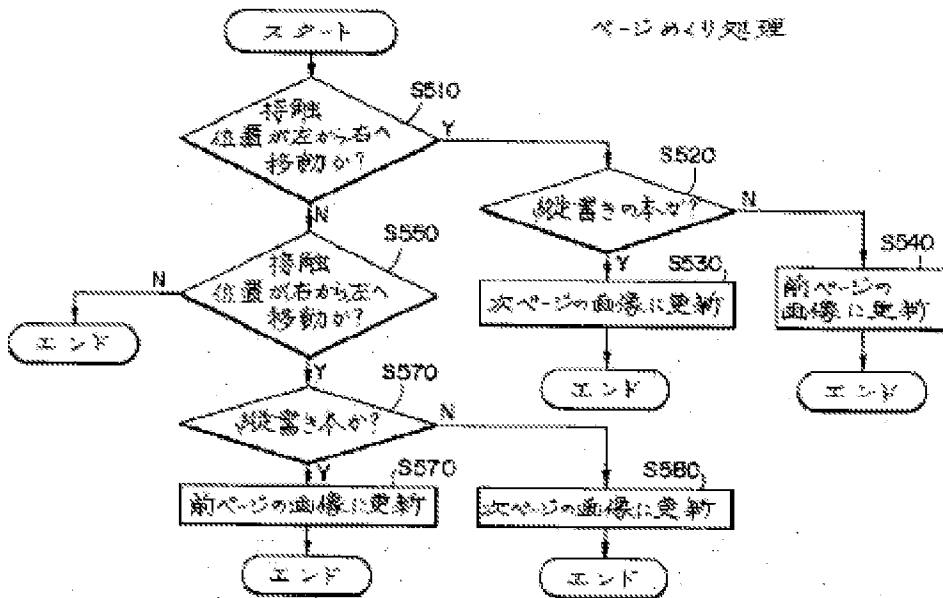 スタート
ページめくり処理
S510
接触
位置が左から右へ
移動か?
Y
N
S520
縦書きの本か?
N
Y
S530
次ページの画像に更新
エンド
S540
前ページの
画像に更新
エンド
S550
接触
位置が右から左へ
移動か?
N
エンド
Y
S570
縦書き本か?
N
Y
S570
前ページの画像に更新
エンド
S580
次ページの画像に更新
エンド